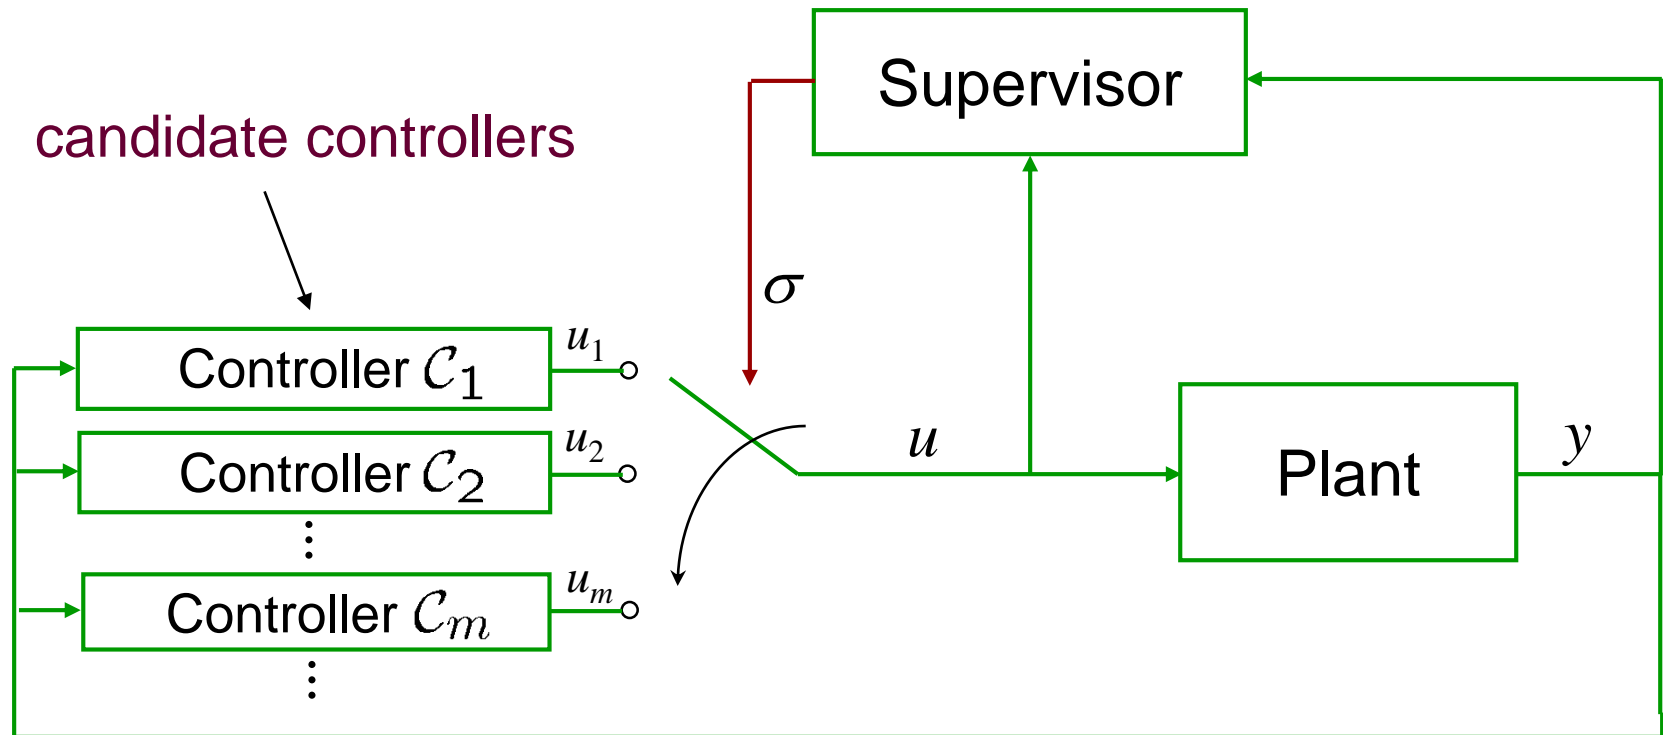 Supervisor
candidate controllers
σ
Controller 𝒞₁
u₁
Controller 𝒞₂
u₂
⋮
Controller 𝒞ₘ
uₘ
⋮
u
Plant
y